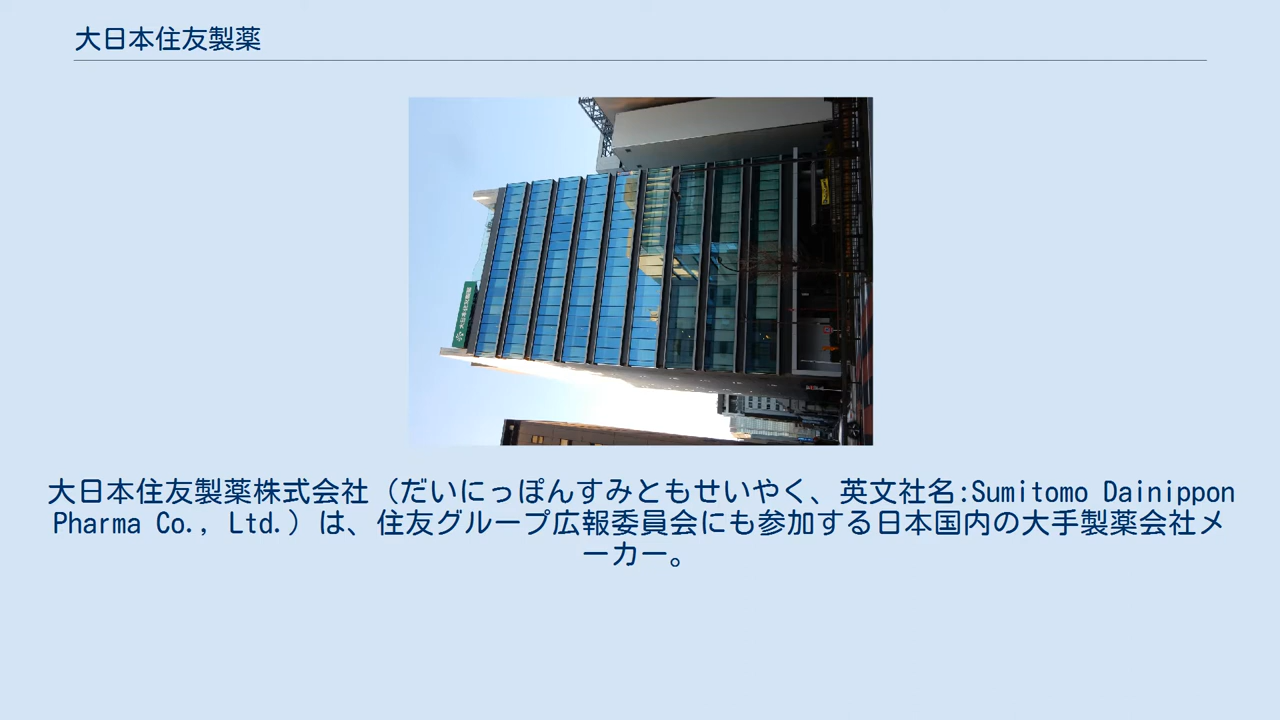 大日本住友製薬
大日本住友製薬株式会社（だいにっぽんすみともせいやく、英文社名:Sumitomo Dainippon
Pharma Co., Ltd.）は、住友グループ広報委員会にも参加する日本国内の大手製薬会社メ
ーカー。